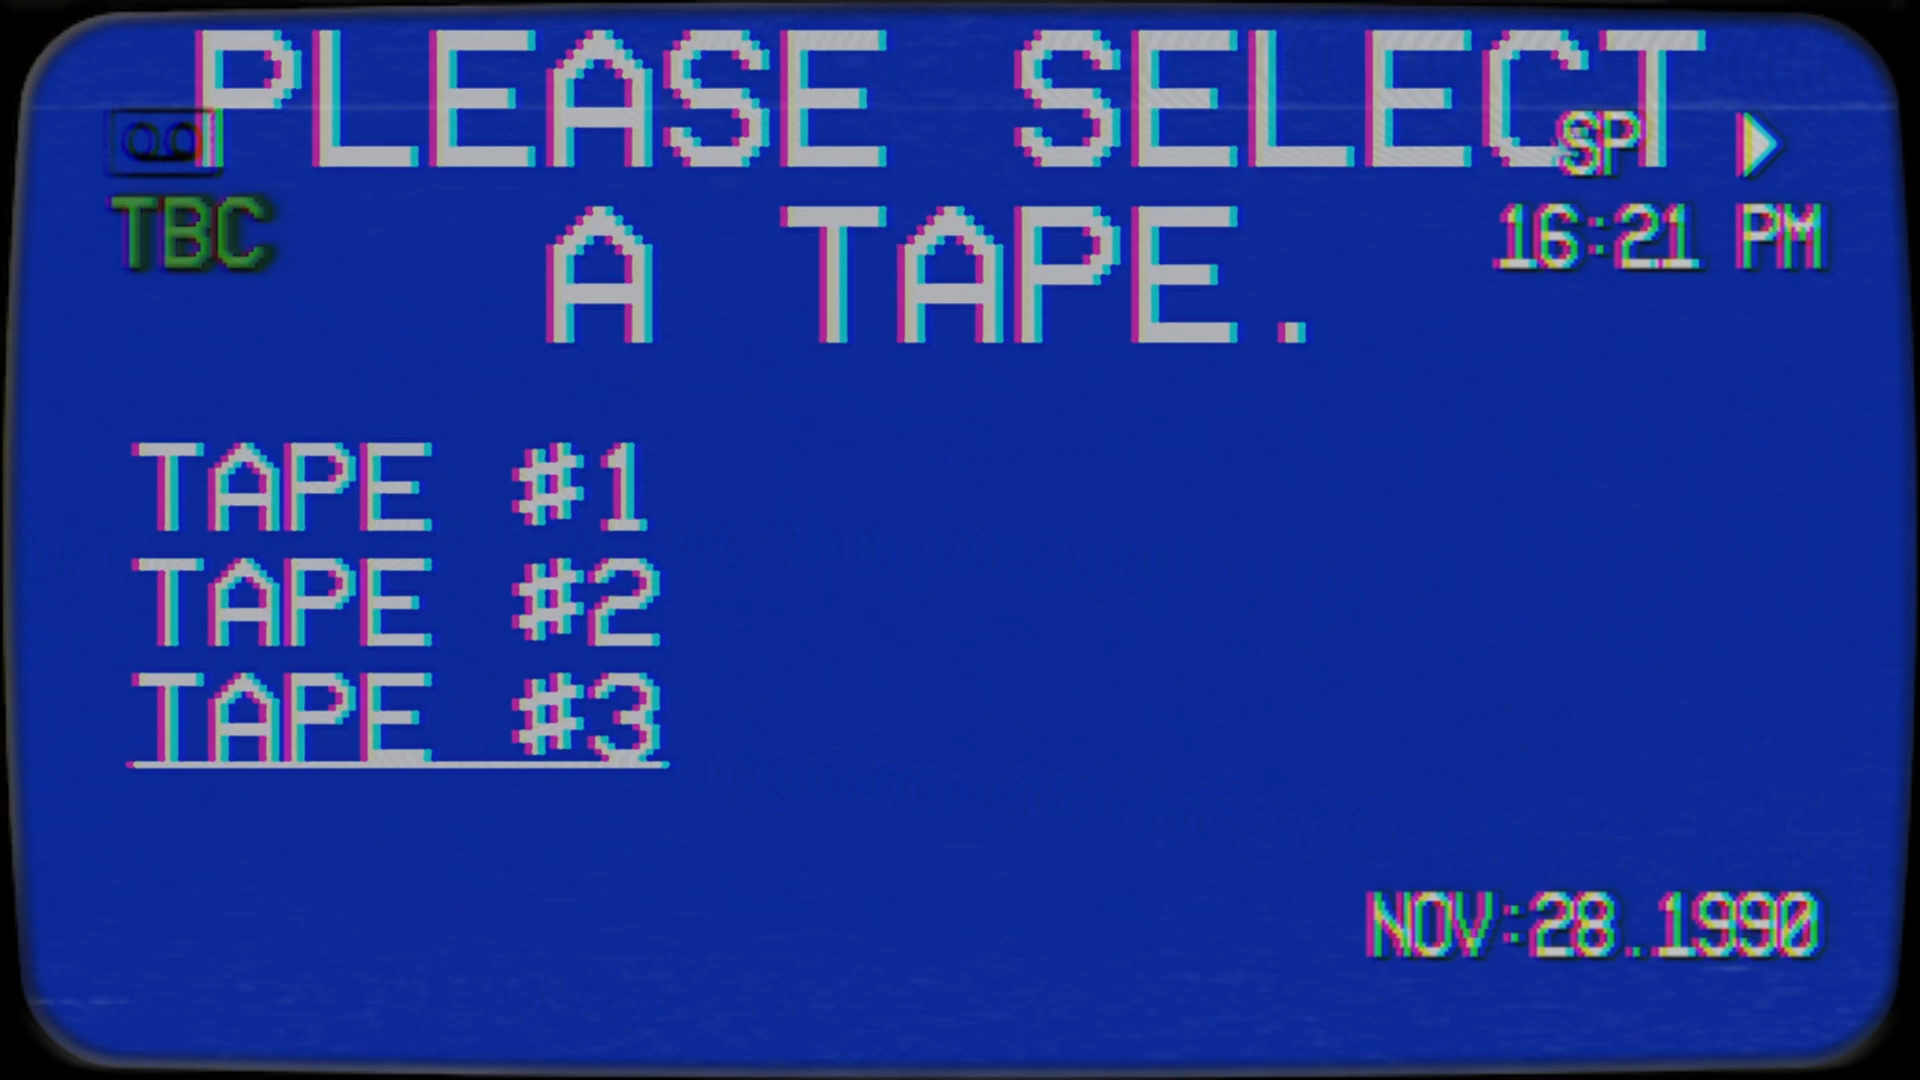 PLEASE SELECT
SP
TBC
A TAPE.
16:21 PM
TAPE #1
TAPE #2
TAPE #3
NOV:28.1990